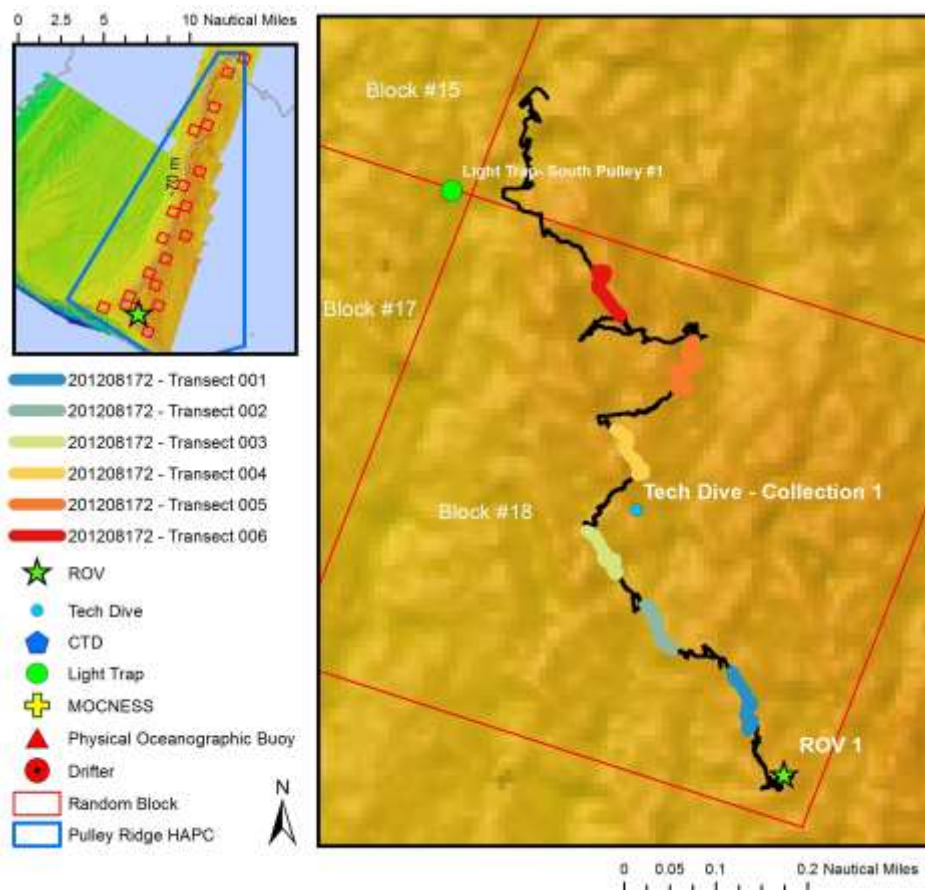 0 2.5 5 10 Nautical Miles
-70 m
201208172 - Transect 001
201208172 - Transect 002
201208172 - Transect 003
201208172 - Transect 004
201208172 - Transect 005
201208172 - Transect 006
ROV
Tech Dive
CTD
Light Trap
MOCNESS
Physical Oceanographic Buoy
Drifter
Random Block
Pulley Ridge HAPC
N
Block #15
Light Trap- South Pulley #1
Block #17
Tech Dive - Collection 1
Block #18
ROV 1
0 0.05 0.1 0.2 Nautical Miles